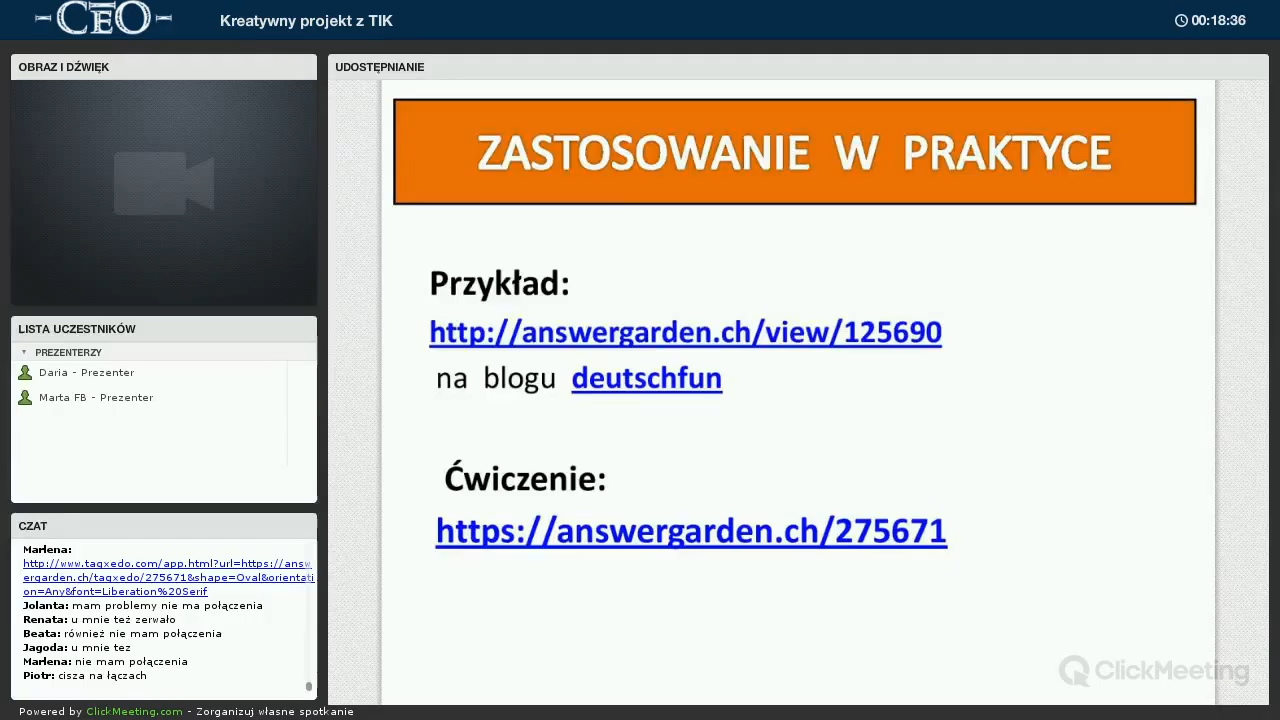 CEO
Kreatywny projekt z TIK
00:18:36
OBRAZ I DŹWIĘK
LISTA UCZESTNIKÓW
PREZENTERZY
Daria - Prezenter
Marta FB - Prezenter
CZAT
Marlena:
http://www.tagxedo.com/app.html?url=https://answ
ergarden.ch/tagxedo/275671&shape=Oval&orientati
on=Any&font=Liberation%20Serif
Jolanta: mam problemy nie ma połączenia
Renata: u mnie też zerwało
Beata: również nie mam połączenia
Jagoda: u mnie tez
Marlena: nie mam połączenia
Piotr: cisza na łączach
Powered by ClickMeeting.com - Zorganizuj własne spotkanie
UDOSTĘPNIANIE
ZASTOSOWANIE W PRAKTYCE
Przykład:
http://answergarden.ch/view/125690
na blogu deutschfun
Ćwiczenie:
https://answergarden.ch/275671
ClickMeeting